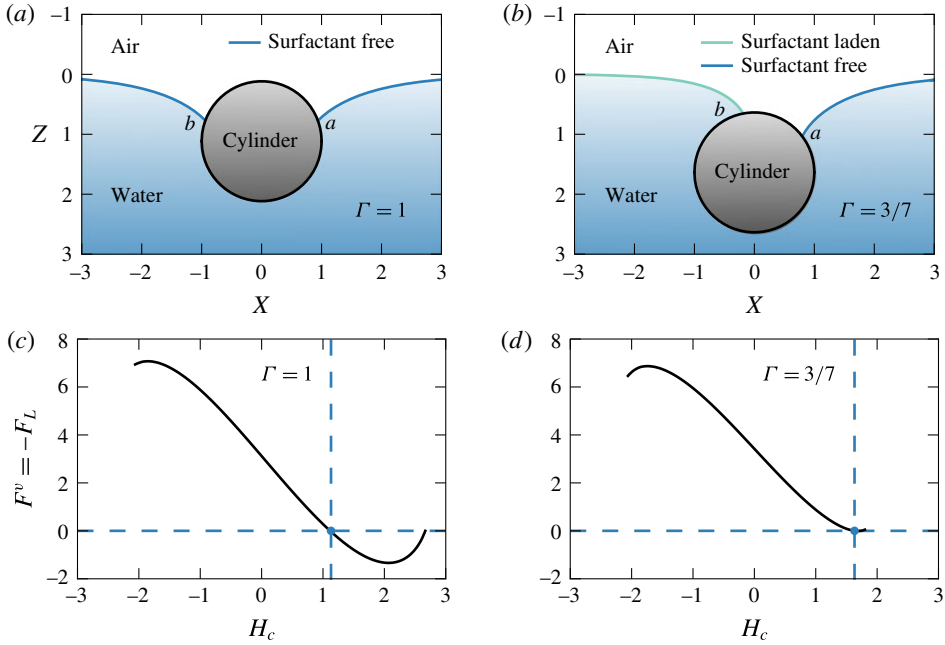 (a)
Surfactant free
Air
b
a
Cylinder
Water
Γ = 1
Z
–1
0
1
2
3
–3 –2 –1 0 1 2 3
X
(b)
Surfactant laden
Surfactant free
Air
b
a
Cylinder
Water
Γ = 3/7
–1
0
1
2
3
–3 –2 –1 0 1 2 3
X
(c)
Γ = 1
F^v = –F_L
8
6
4
2
0
–2
–3 –2 –1 0 1 2 3
H_c
(d)
Γ = 3/7
8
6
4
2
0
–2
–3 –2 –1 0 1 2 3
H_c